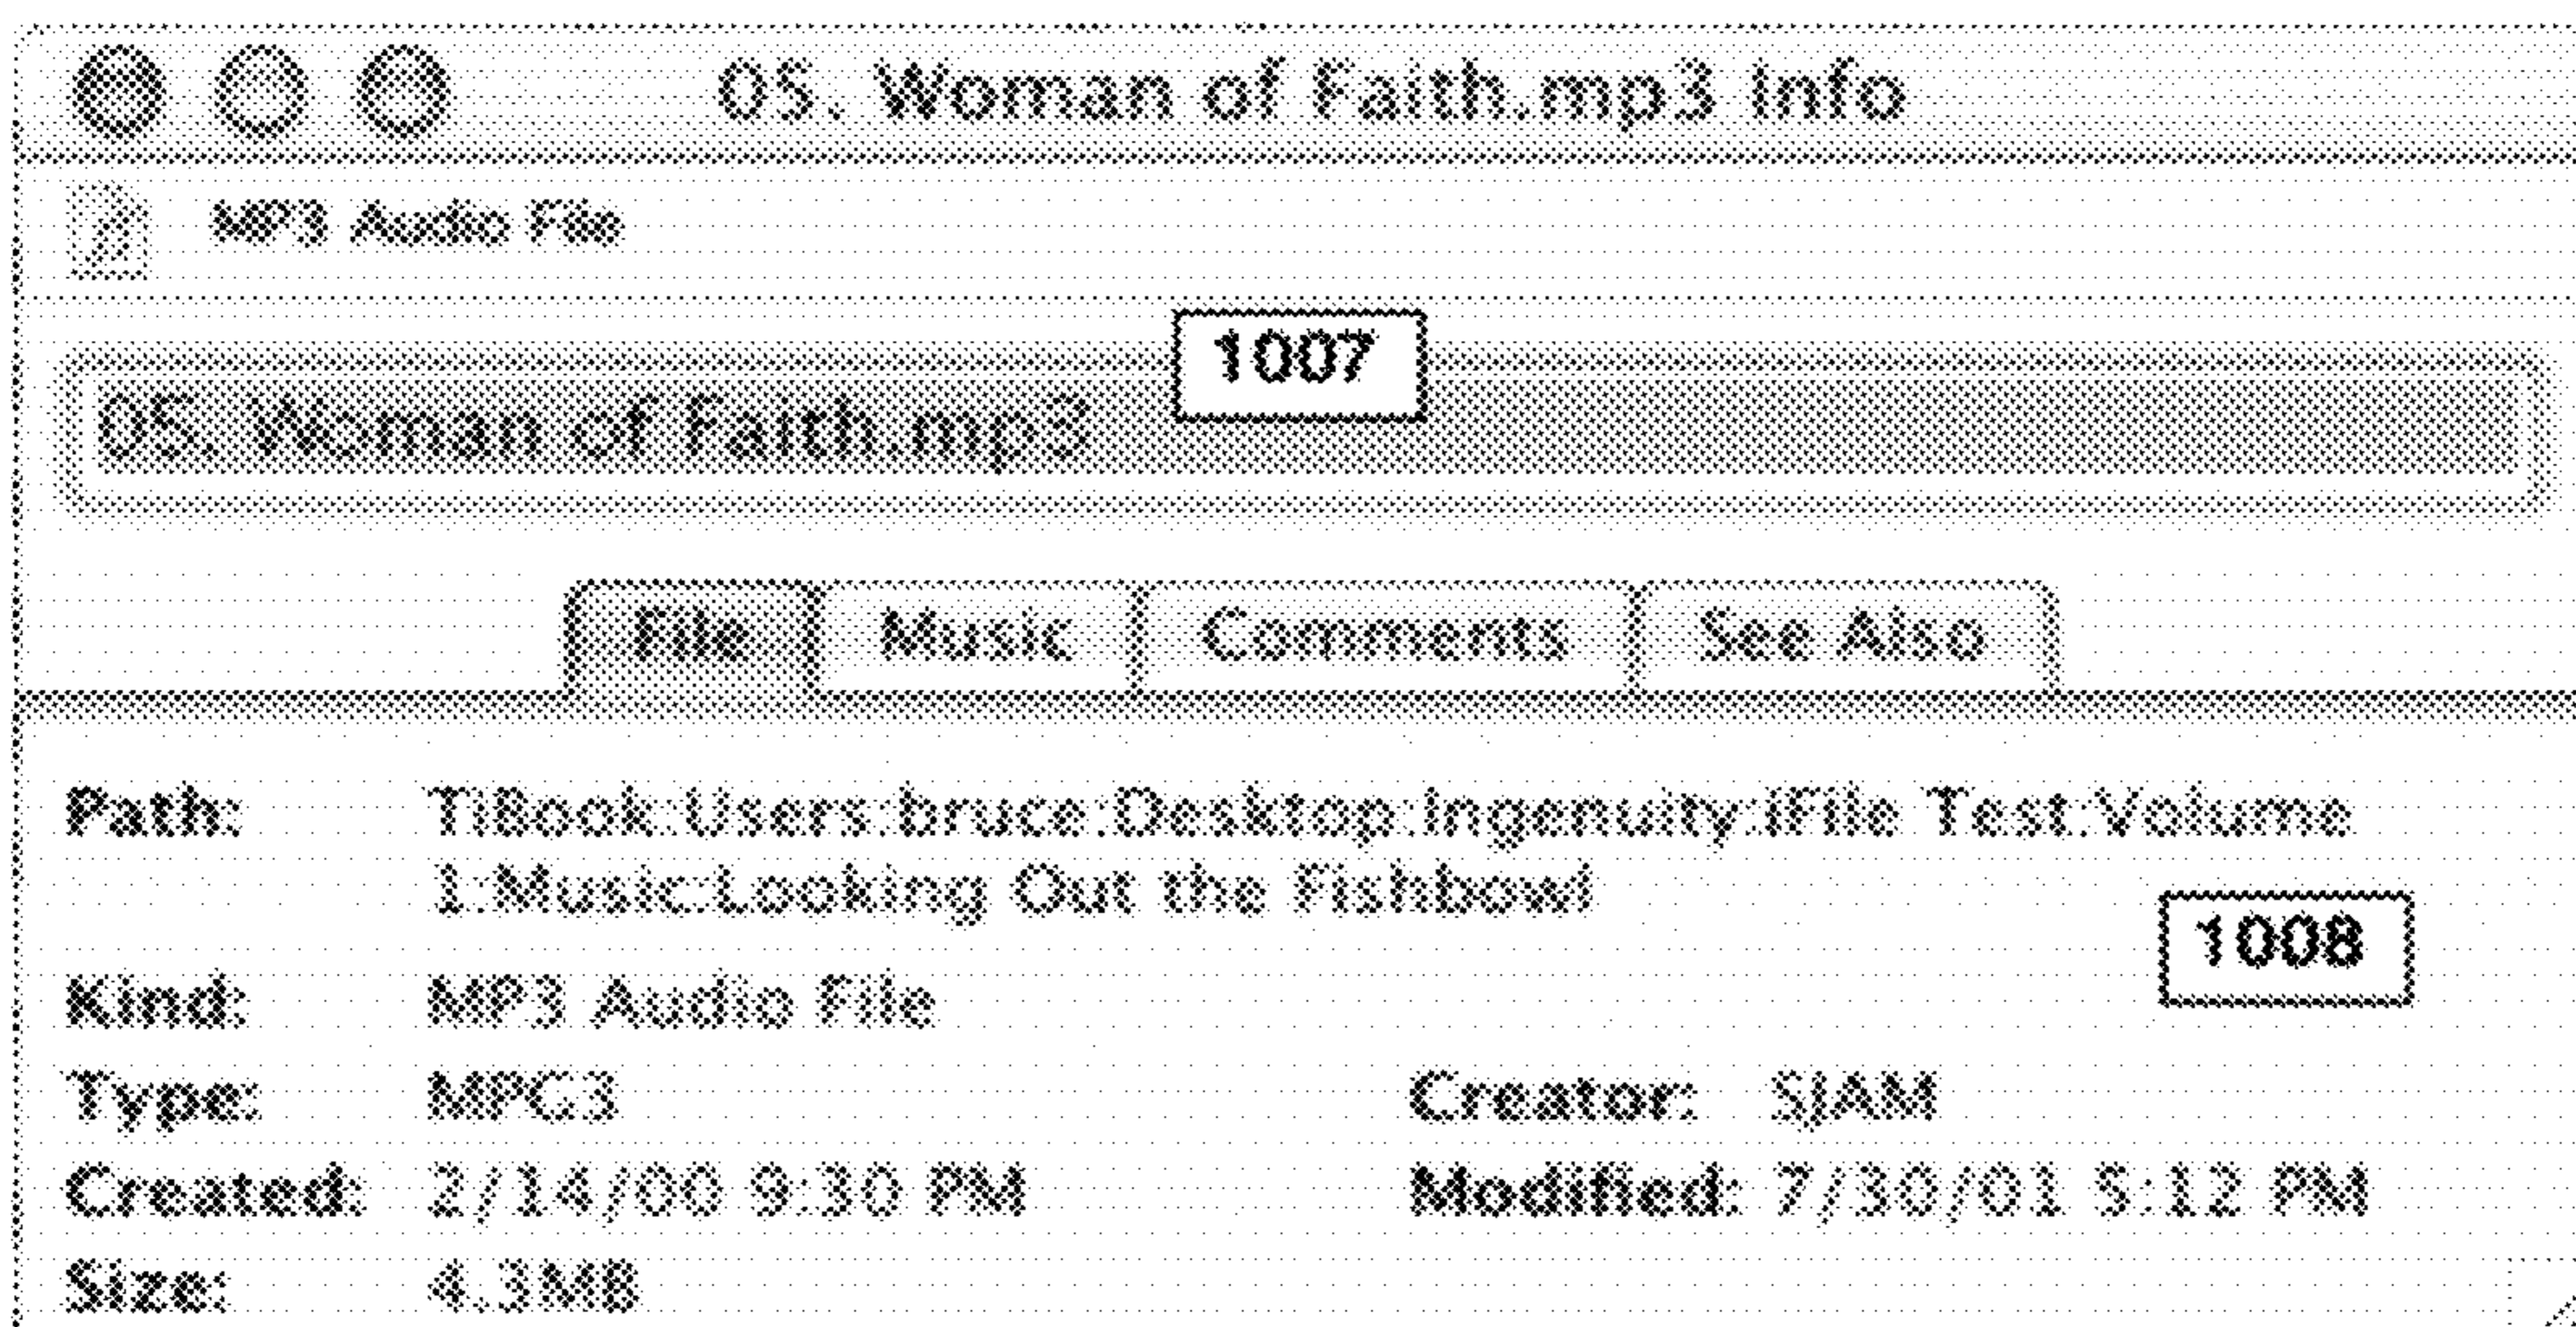 05. Woman of Faith.mp3 Info
MP3 Audio File
1007
05. Woman of Faith.mp3
File Music Comments See Also
Path: TiBook:Users:bruce:Desktop:Ingenuity:iFile Test:Volume
1:Music:Looking Out the Fishbowl
1008
Kind: MP3 Audio File
Type: MPG3 Creator: SJAM
Created: 2/14/00 9:30 PM Modified: 7/30/01 5:12 PM
Size: 4.3MB